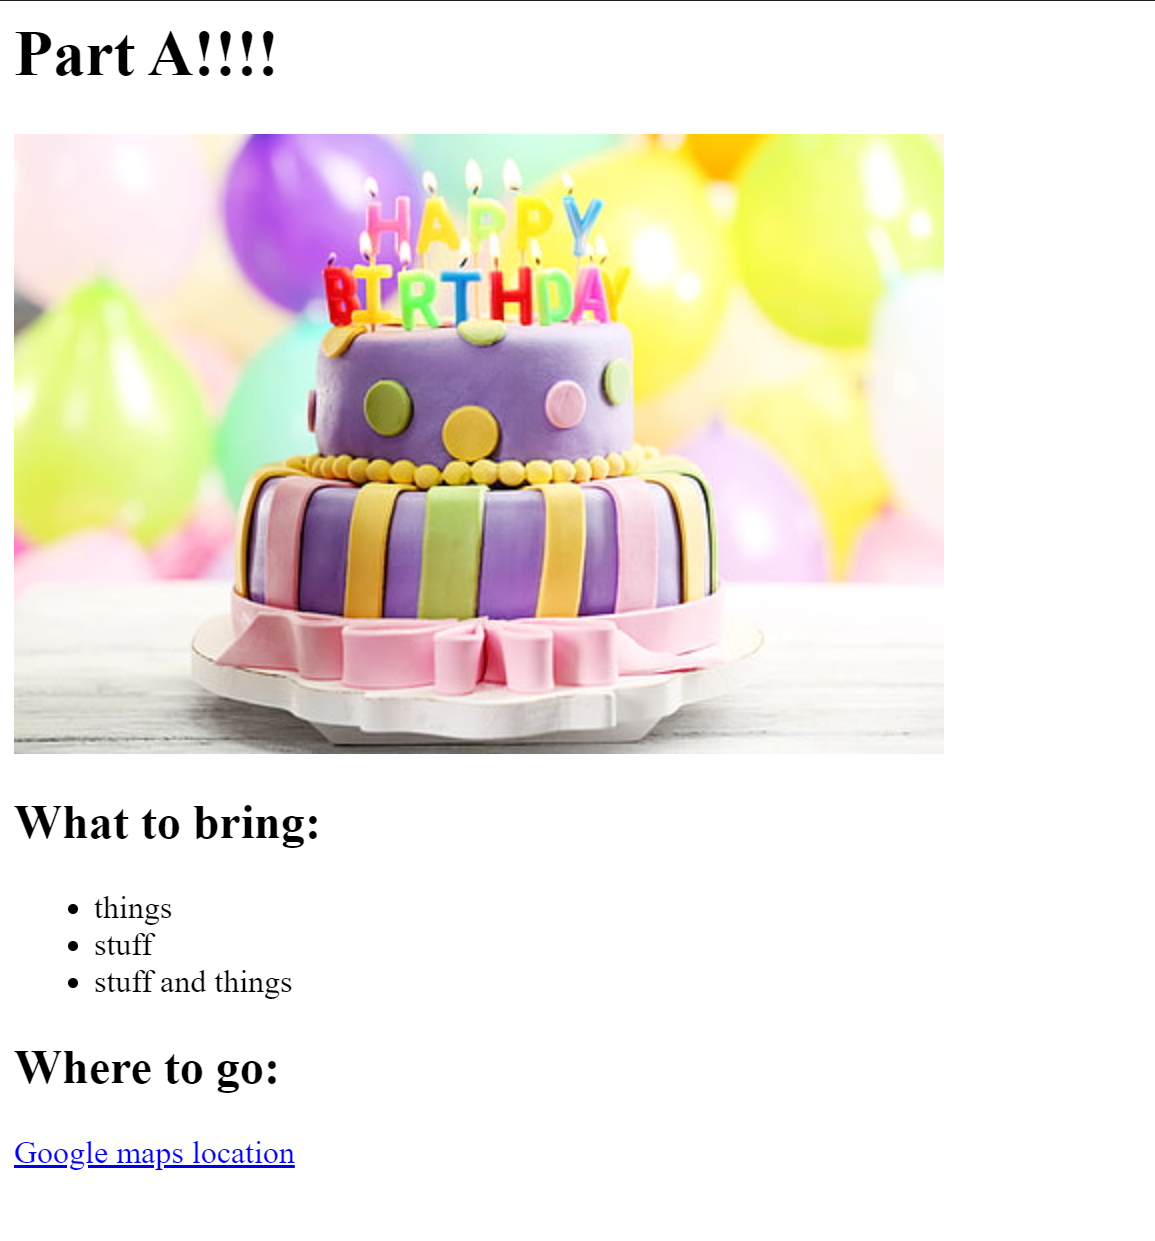 Part A!!!!
HAPPY
BIRTHDAY
What to bring:
things
stuff
stuff and things
Where to go:
Google maps location